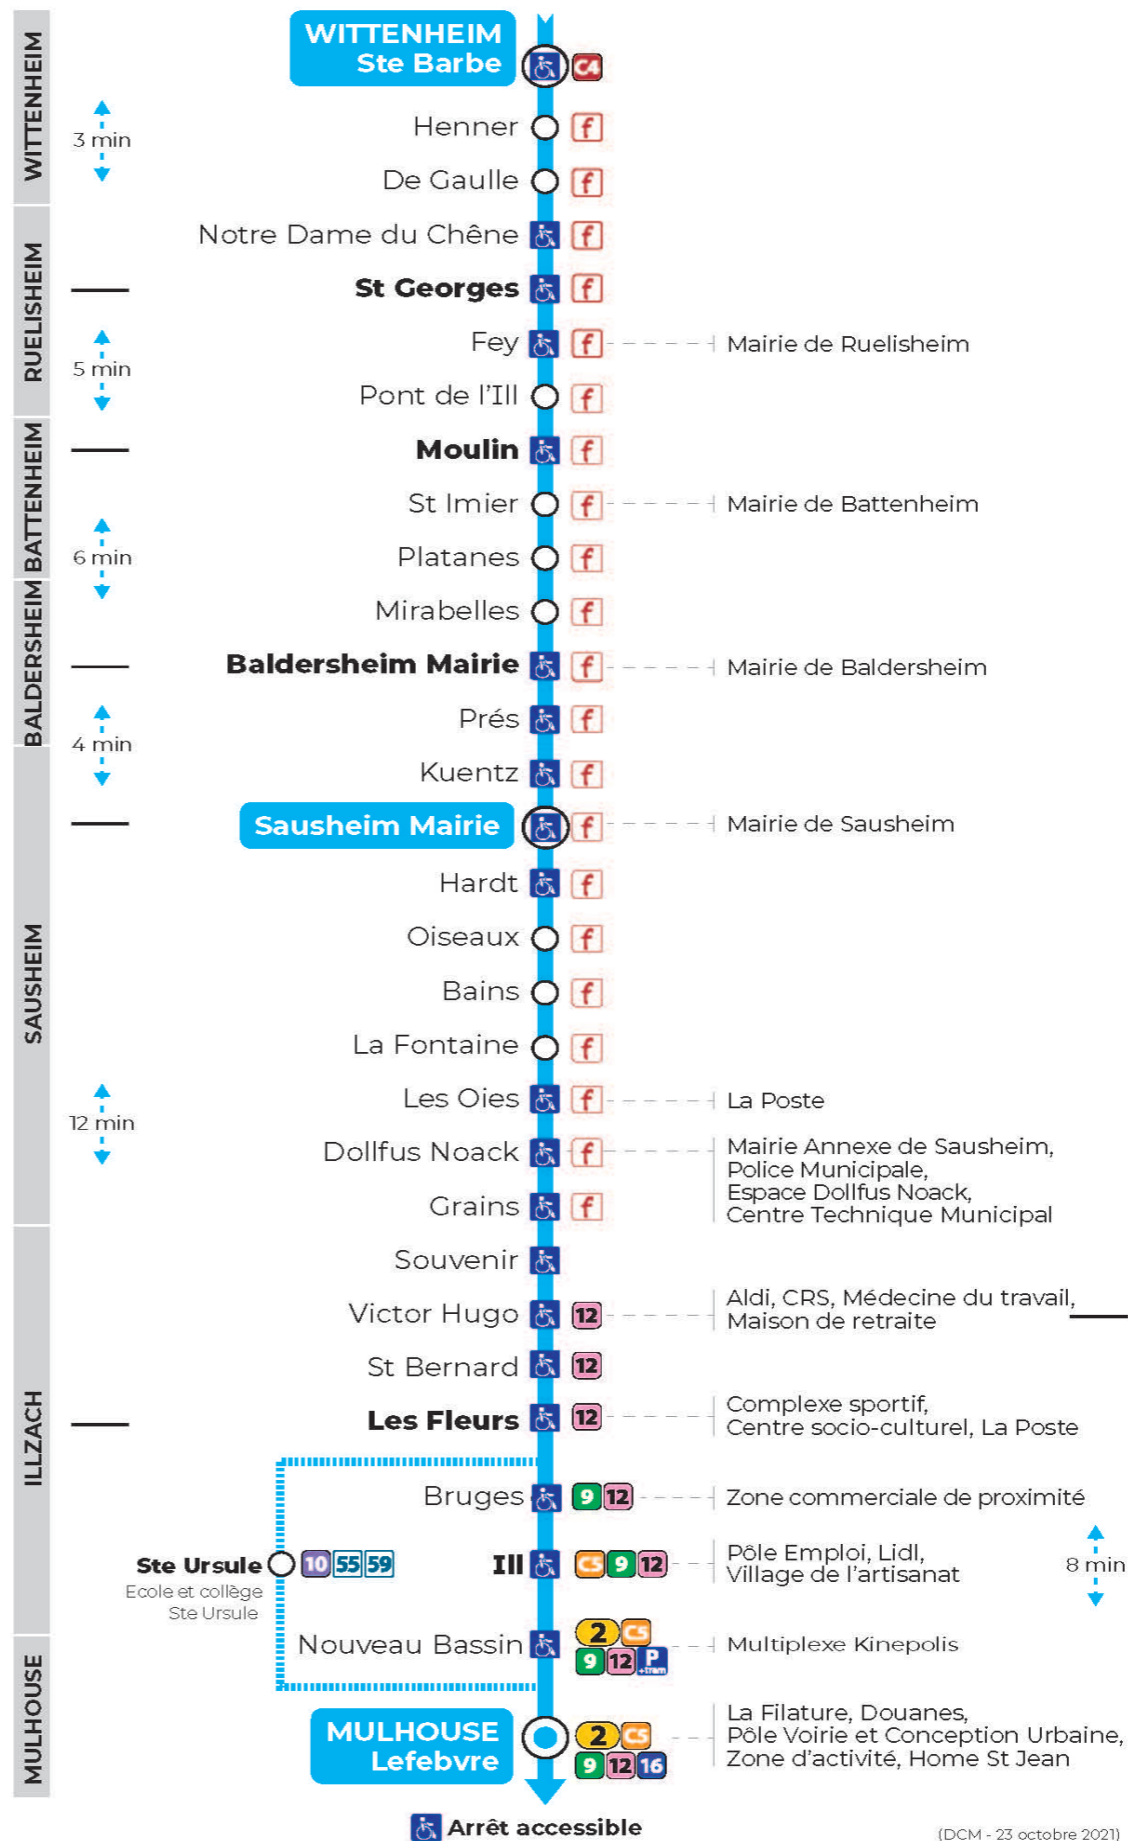 WITTENHEIM
Ste Barbe
C4
WITTENHEIM
3 min
Henner f
De Gaulle f
Notre Dame du Chêne f
RUELISHEIM
St Georges f
Fey f Mairie de Ruelisheim
5 min
Pont de l'Ill f
Moulin f
BATTENHEIM
St Imier f Mairie de Battenheim
6 min
Platanes f
Mirabelles f
BALDERSHEIM
Baldersheim Mairie f Mairie de Baldersheim
Prés f
4 min
Kuentz f
Sausheim Mairie f Mairie de Sausheim
SAUSHEIM
Hardt f
Oiseaux f
Bains f
La Fontaine f
Les Oies f La Poste
12 min
Dollfus Noack f
Mairie Annexe de Sausheim,
Police Municipale,
Espace Dollfus Noack,
Centre Technique Municipal
Grains f
Souvenir
ILLZACH
Victor Hugo 12
Aldi, CRS, Médecine du travail,
Maison de retraite
St Bernard 12
Les Fleurs 12
Complexe sportif,
Centre socio-culturel, La Poste
Bruges 9 12 Zone commerciale de proximité
Ste Ursule 10 55 59
Ecole et collège
Ste Ursule
Ill C5 9 12
Pôle Emploi, Lidl,
Village de l'artisanat
8 min
Nouveau Bassin 2 C5
9 12 P
+tram
Multiplexe Kinepolis
MULHOUSE
MULHOUSE
Lefebvre
2 C5
9 12 16
La Filature, Douanes,
Pôle Voirie et Conception Urbaine,
Zone d'activité, Home St Jean
Arrêt accessible
(DCM - 23 octobre 2021)